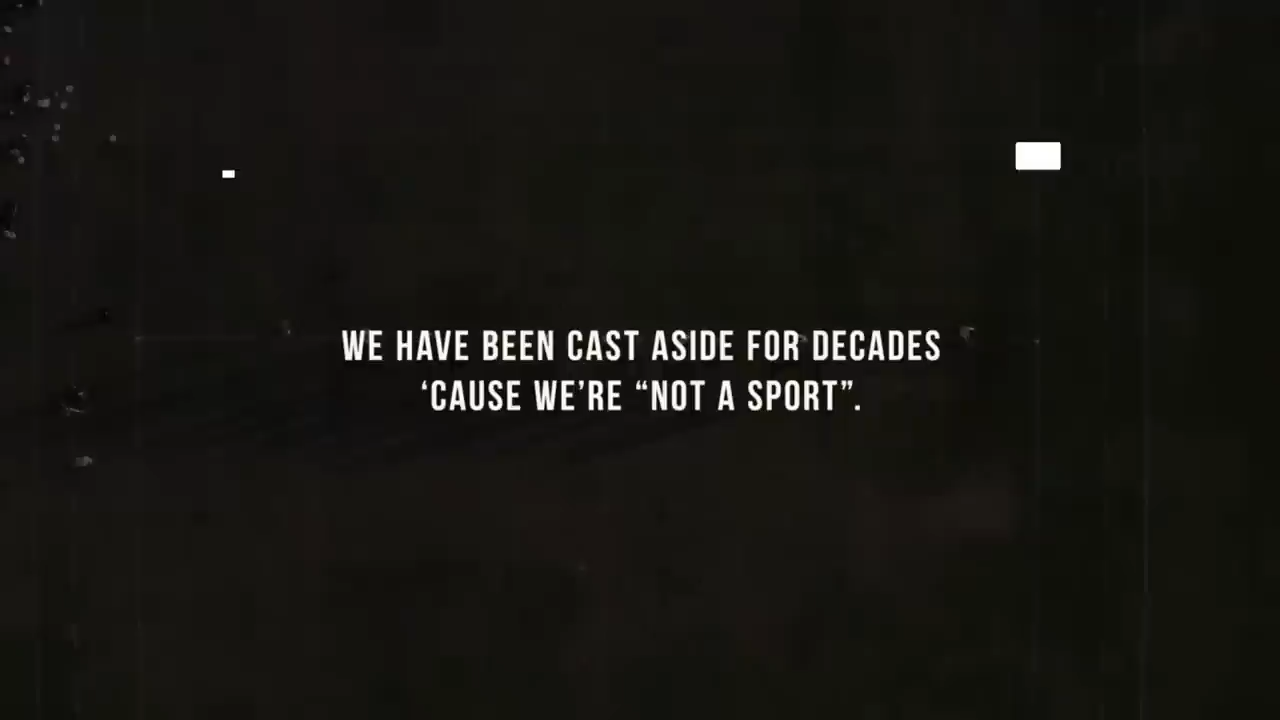 WE HAVE BEEN CAST ASIDE FOR DECADES
‘CAUSE WE’RE “NOT A SPORT”.